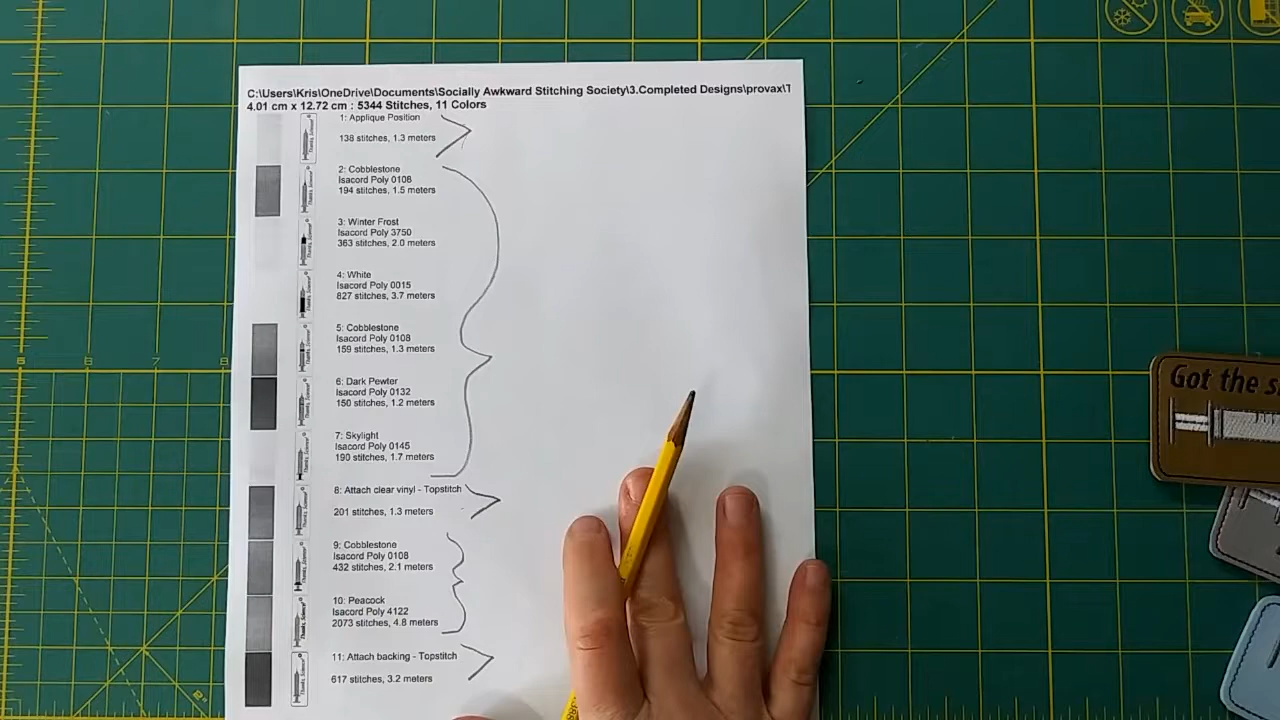 C:\Users\Kris\OneDrive\Documents\Socially Awkward Stitching Society\3.Completed Designs\provax\T
4.01 cm x 12.72 cm : 5344 Stitches, 11 Colors
1: Applique Position
138 stitches, 1.3 meters
2: Cobblestone
Isacord Poly 0108
194 stitches, 1.5 meters
3: Winter Frost
Isacord Poly 3750
363 stitches, 2.0 meters
4: White
Isacord Poly 0015
827 stitches, 3.7 meters
5: Cobblestone
Isacord Poly 0108
159 stitches, 1.3 meters
6: Dark Pewter
Isacord Poly 0132
150 stitches, 1.2 meters
7: Skylight
Isacord Poly 0145
190 stitches, 1.7 meters
8: Attach clear vinyl - Topstitch
201 stitches, 1.3 meters
9: Cobblestone
Isacord Poly 0108
432 stitches, 2.1 meters
10: Peacock
Isacord Poly 4122
2073 stitches, 4.8 meters
11: Attach backing - Topstitch
617 stitches, 3.2 meters
Got the
5
6
7
8